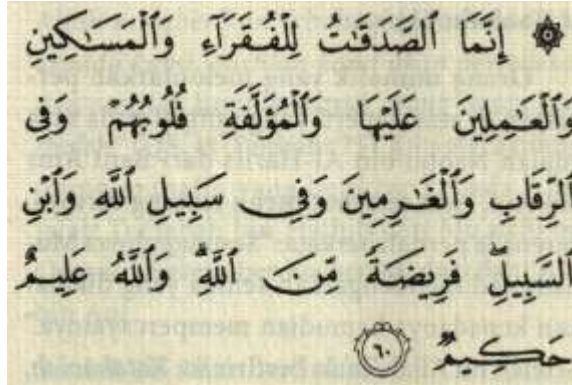 ۞ إِنَّمَا ٱلصَّدَقَـٰتُ لِلْفُقَرَآءِ وَٱلْمَسَـٰكِينِ
وَٱلْعَـٰمِلِينَ عَلَيْهَا وَٱلْمُؤَلَّفَةِ قُلُوبُهُمْ وَفِى
ٱلرِّقَابِ وَٱلْغَـٰرِمِينَ وَفِى سَبِيلِ ٱللَّهِ وَٱبْنِ
ٱلسَّبِيلِۖ فَرِيضَةً مِّنَ ٱللَّهِۗ وَٱللَّهُ عَلِيمٌ
حَكِيمٌ ٦٠